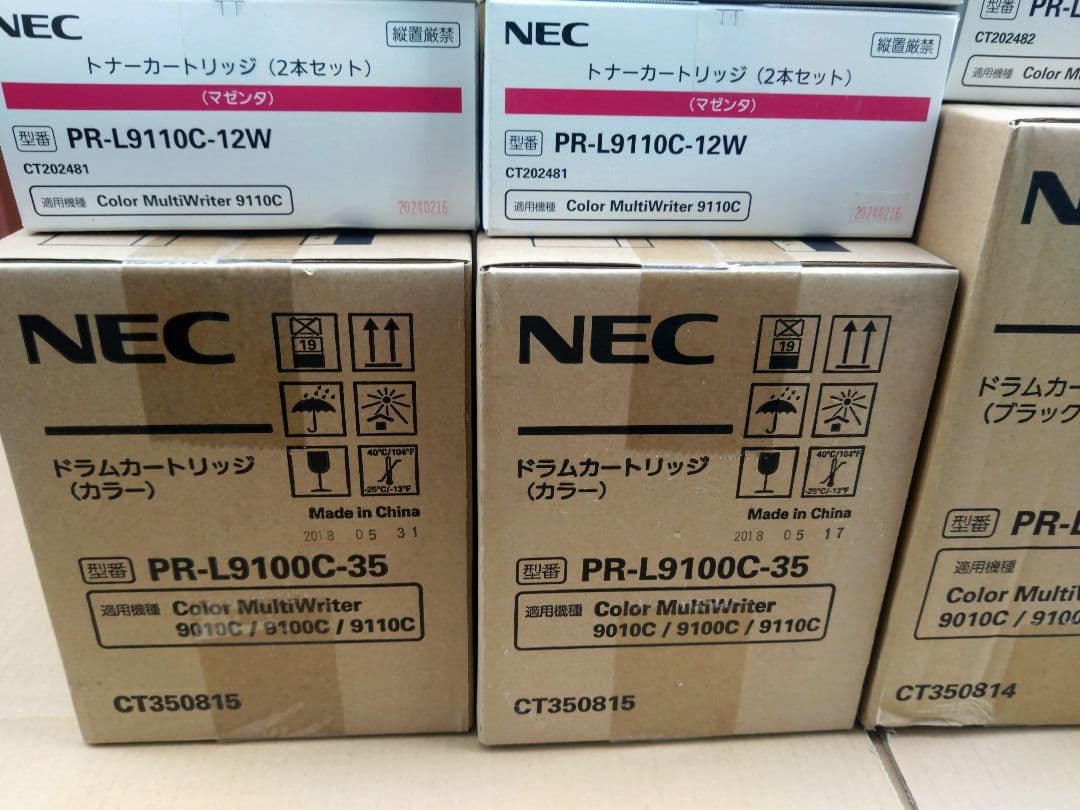 NEC
縦置厳禁
トナーカートリッジ（2本セット）
（マゼンタ）
型番 PR-L9110C-12W
CT202481
適用機種 Color MultiWriter 9110C
20240216
NEC
縦置厳禁
トナーカートリッジ（2本セット）
（マゼンタ）
型番 PR-L9110C-12W
CT202481
適用機種 Color MultiWriter 9110C
20240216
型番 PR-L
CT202482
適用機種 Color M
NEC
19
40°C/104°F
-25°C/-13°F
ドラムカートリッジ
（カラー）
Made in China
2018 05 31
型番 PR-L9100C-35
適用機種 Color MultiWriter
9010C / 9100C / 9110C
CT350815
NEC
19
40°C/104°F
-25°C/-13°F
ドラムカートリッジ
（カラー）
Made in China
2018 05 17
型番 PR-L9100C-35
適用機種 Color MultiWriter
9010C / 9100C / 9110C
CT350815
N
ドラムカー
（ブラック
型番 PR-L
適用機種
Color Multi
9010C / 9100
CT350814